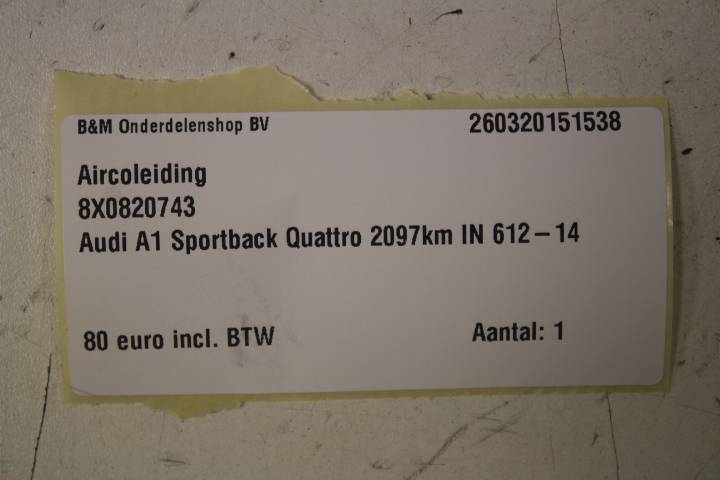 B&M Onderdelenshop BV 260320151538
Aircoleiding
8X0820743
Audi A1 Sportback Quattro 2097km IN 612-14
80 euro incl. BTW Aantal: 1